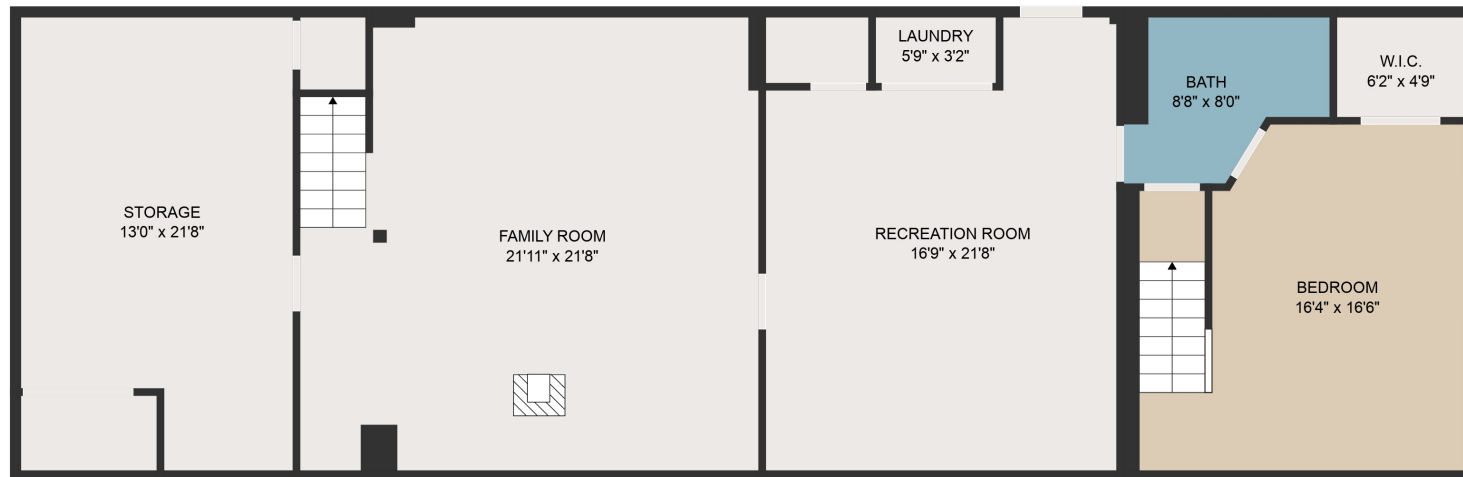 LAUNDRY
5'9" x 3'2"
W.I.C.
6'2" x 4'9"
BATH
8'8" x 8'0"
STORAGE
13'0" x 21'8"
FAMILY ROOM
21'11" x 21'8"
RECREATION ROOM
16'9" x 21'8"
BEDROOM
16'4" x 16'6"